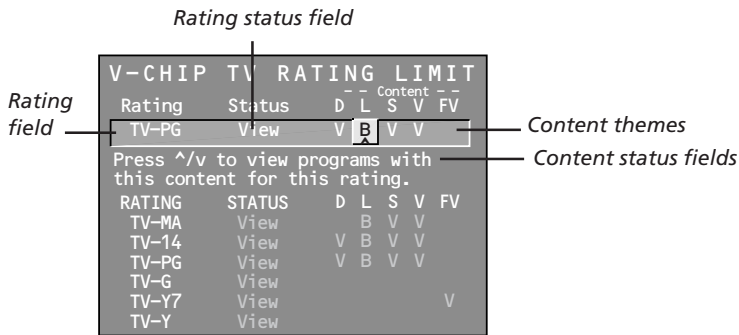 Rating status field
V-CHIP TV RATING LIMIT
-- Content --
Rating Status D L S V FV
Rating
field
TV-PG View V B V V
Content themes
Press ^/v to view programs with
this content for this rating.
Content status fields
RATING STATUS D L S V FV
TV-MA View B V V
TV-14 View V B V V
TV-PG View V B V V
TV-G View
TV-Y7 View V
TV-Y View